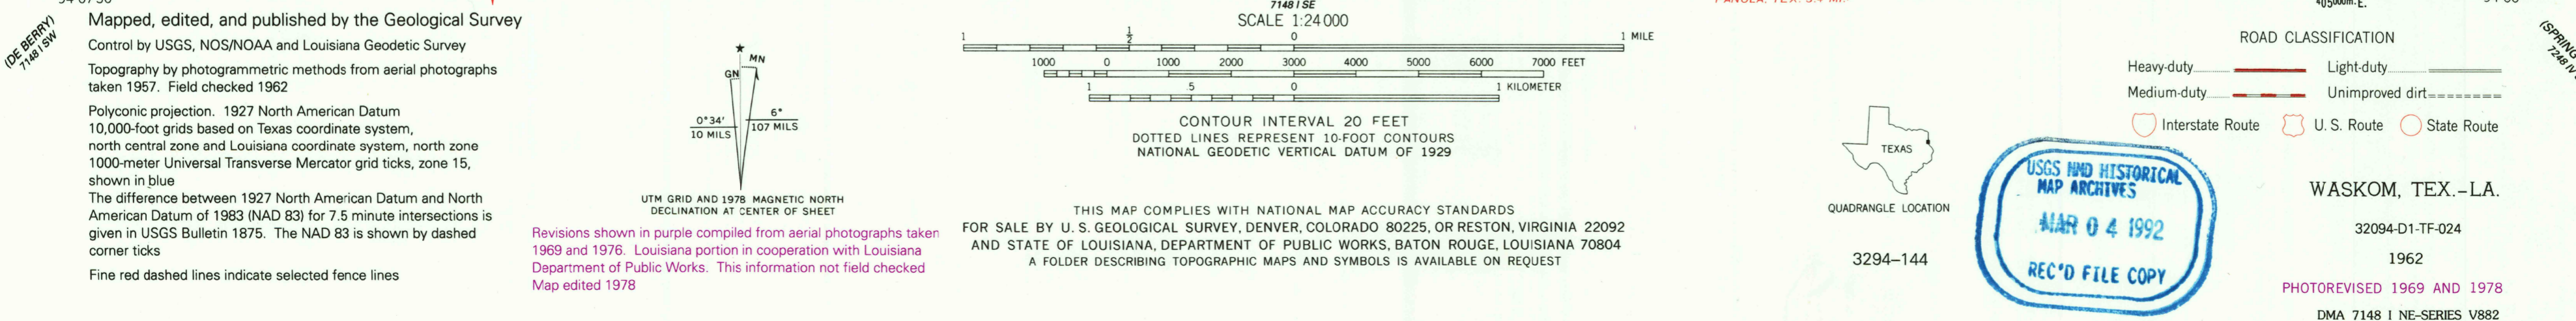 (DE BERRY)
7148 I SW
Mapped, edited, and published by the Geological Survey
Control by USGS, NOS/NOAA and Louisiana Geodetic Survey
Topography by photogrammetric methods from aerial photographs
taken 1957. Field checked 1962
Polyconic projection. 1927 North American Datum
10,000-foot grids based on Texas coordinate system,
north central zone and Louisiana coordinate system, north zone
1000-meter Universal Transverse Mercator grid ticks, zone 15,
shown in blue
The difference between 1927 North American Datum and North
American Datum of 1983 (NAD 83) for 7.5 minute intersections is
given in USGS Bulletin 1875. The NAD 83 is shown by dashed
corner ticks
Fine red dashed lines indicate selected fence lines
MN
GN
0°34'
10 MILS
6°
107 MILS
UTM GRID AND 1978 MAGNETIC NORTH
DECLINATION AT CENTER OF SHEET
Revisions shown in purple compiled from aerial photographs taken
1969 and 1976. Louisiana portion in cooperation with Louisiana
Department of Public Works. This information not field checked
Map edited 1978
7148 I SE
SCALE 1:24 000
1 ½ 0 1 MILE
1000 0 1000 2000 3000 4000 5000 6000 7000 FEET
1 .5 0 1 KILOMETER
CONTOUR INTERVAL 20 FEET
DOTTED LINES REPRESENT 10-FOOT CONTOURS
NATIONAL GEODETIC VERTICAL DATUM OF 1929
THIS MAP COMPLIES WITH NATIONAL MAP ACCURACY STANDARDS
FOR SALE BY U. S. GEOLOGICAL SURVEY, DENVER, COLORADO 80225, OR RESTON, VIRGINIA 22092
AND STATE OF LOUISIANA, DEPARTMENT OF PUBLIC WORKS, BATON ROUGE, LOUISIANA 70804
A FOLDER DESCRIBING TOPOGRAPHIC MAPS AND SYMBOLS IS AVAILABLE ON REQUEST
TEXAS
QUADRANGLE LOCATION
3294-144
USGS NMD HISTORICAL
MAP ARCHIVES
MAR 0 4 1992
REC'D FILE COPY
ROAD CLASSIFICATION
Heavy-duty Light-duty
Medium-duty Unimproved dirt
Interstate Route U. S. Route State Route
WASKOM, TEX.-LA.
32094-D1-TF-024
1962
PHOTOREVISED 1969 AND 1978
DMA 7148 I NE-SERIES V882